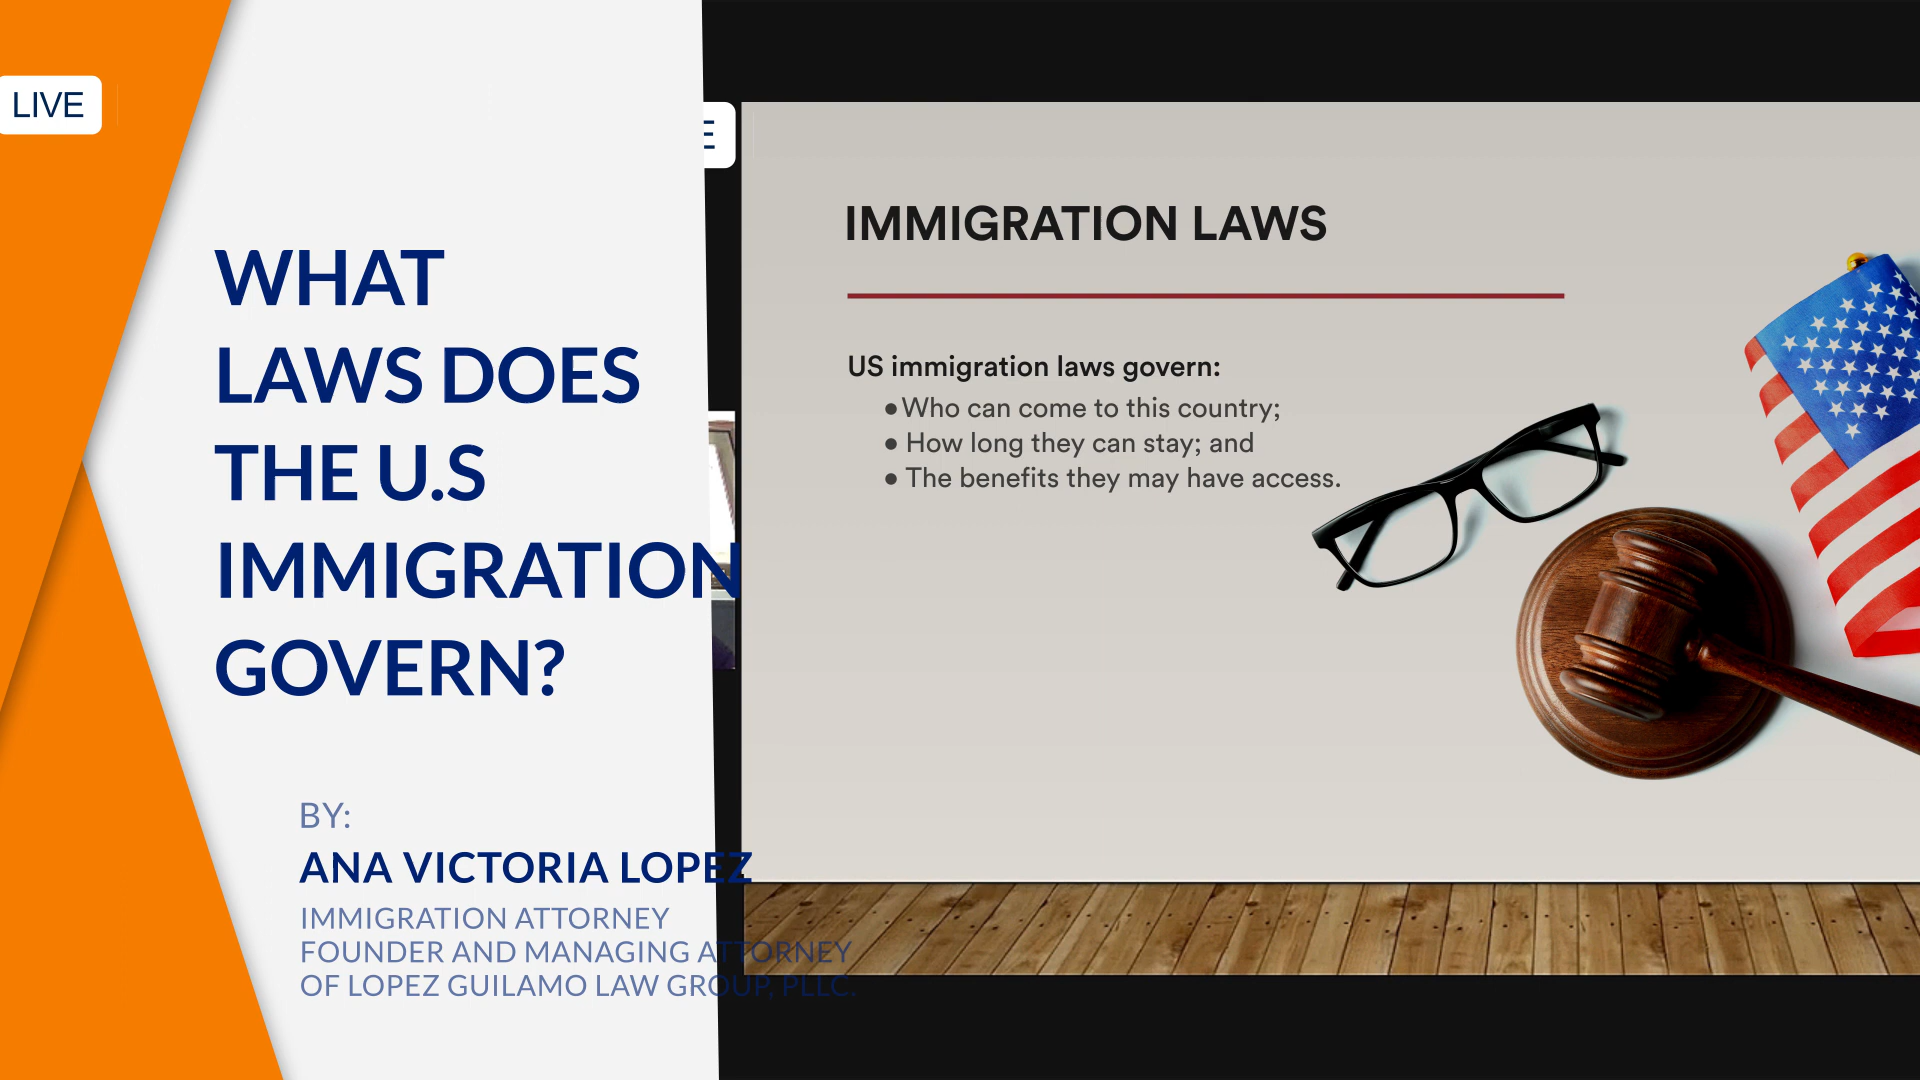 LIVE
WHAT
LAWS DOES
THE U.S
IMMIGRATION
GOVERN?
BY:
ANA VICTORIA LOPEZ
IMMIGRATION ATTORNEY
FOUNDER AND MANAGING ATTORNEY
OF LOPEZ GUILAMO LAW GROUP, PLLC.
E
IMMIGRATION LAWS
US immigration laws govern:
● Who can come to this country;
● How long they can stay; and
● The benefits they may have access.